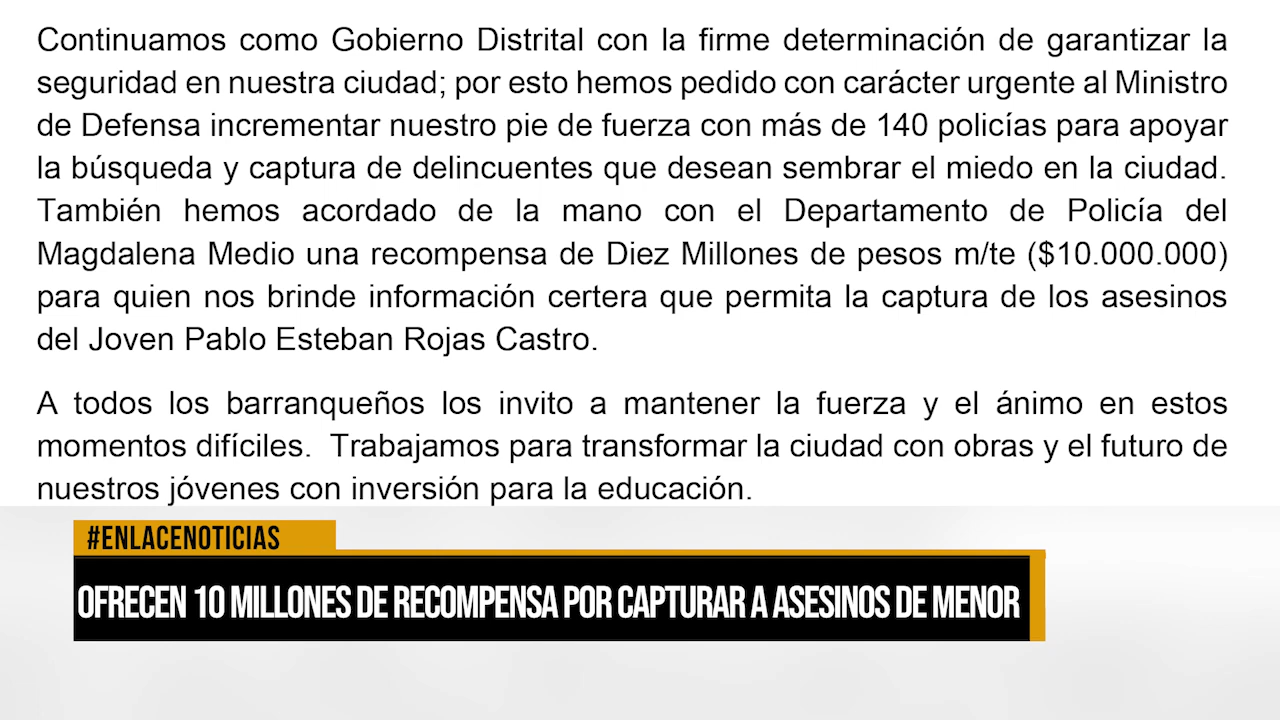 Continuamos como Gobierno Distrital con la firme determinación de garantizar la
seguridad en nuestra ciudad; por esto hemos pedido con carácter urgente al Ministro
de Defensa incrementar nuestro pie de fuerza con más de 140 policías para apoyar
la búsqueda y captura de delincuentes que desean sembrar el miedo en la ciudad.
También hemos acordado de la mano con el Departamento de Policía del
Magdalena Medio una recompensa de Diez Millones de pesos m/te ($10.000.000)
para quien nos brinde información certera que permita la captura de los asesinos
del Joven Pablo Esteban Rojas Castro.
A todos los barranqueños los invito a mantener la fuerza y el ánimo en estos
momentos difíciles. Trabajamos para transformar la ciudad con obras y el futuro de
nuestros jóvenes con inversión para la educación.
#ENLACENOTICIAS
OFRECEN 10 MILLONES DE RECOMPENSA POR CAPTURAR A ASESINOS DE MENOR